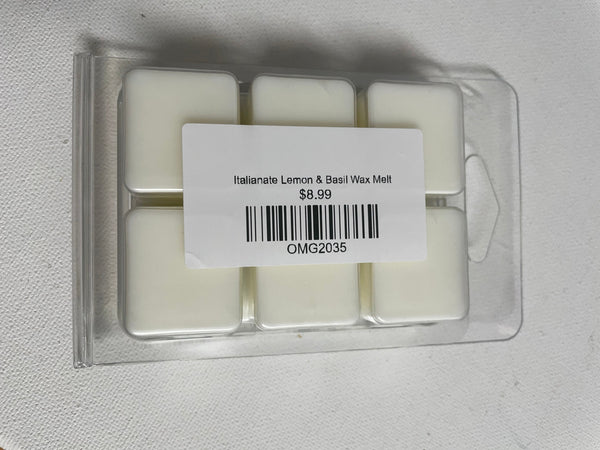 Italianate Lemon & Basil Wax Melt
$8.99
OMG2035